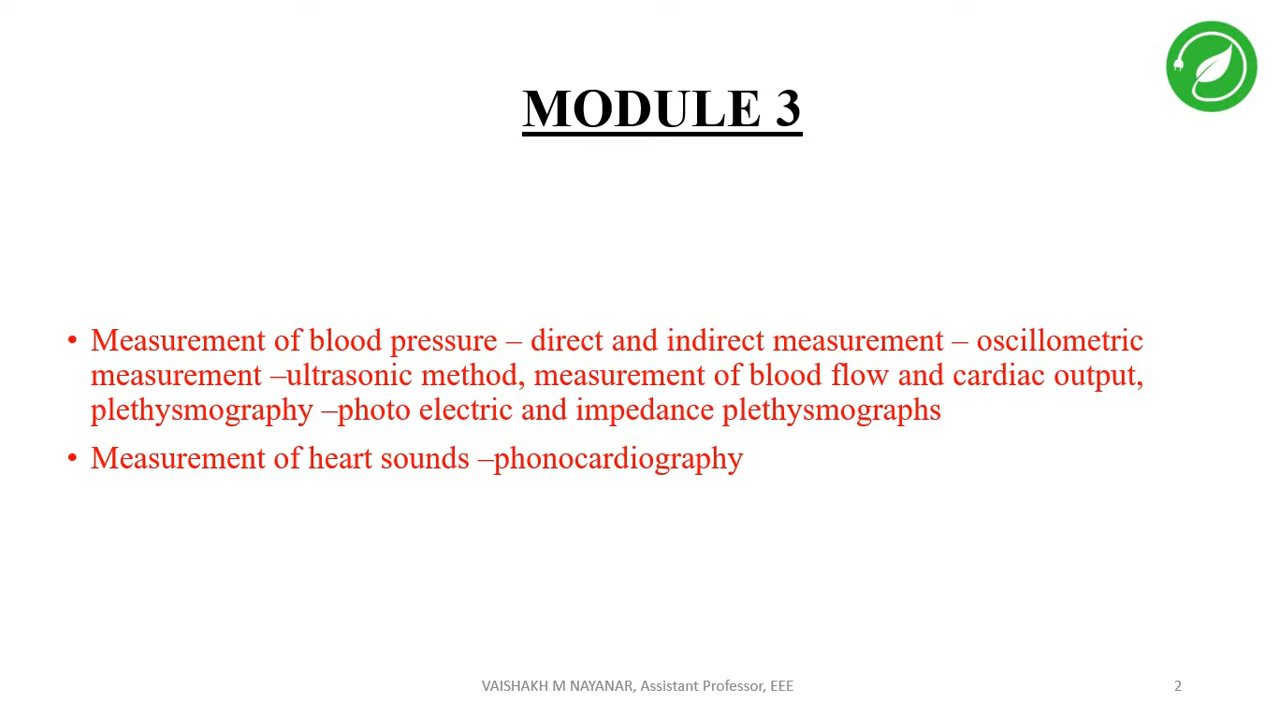 MODULE 3
• Measurement of blood pressure – direct and indirect measurement – oscillometric
measurement –ultrasonic method, measurement of blood flow and cardiac output,
plethysmography –photo electric and impedance plethysmographs
• Measurement of heart sounds –phonocardiography
VAISHAKH M NAYANAR, Assistant Professor, EEE
2